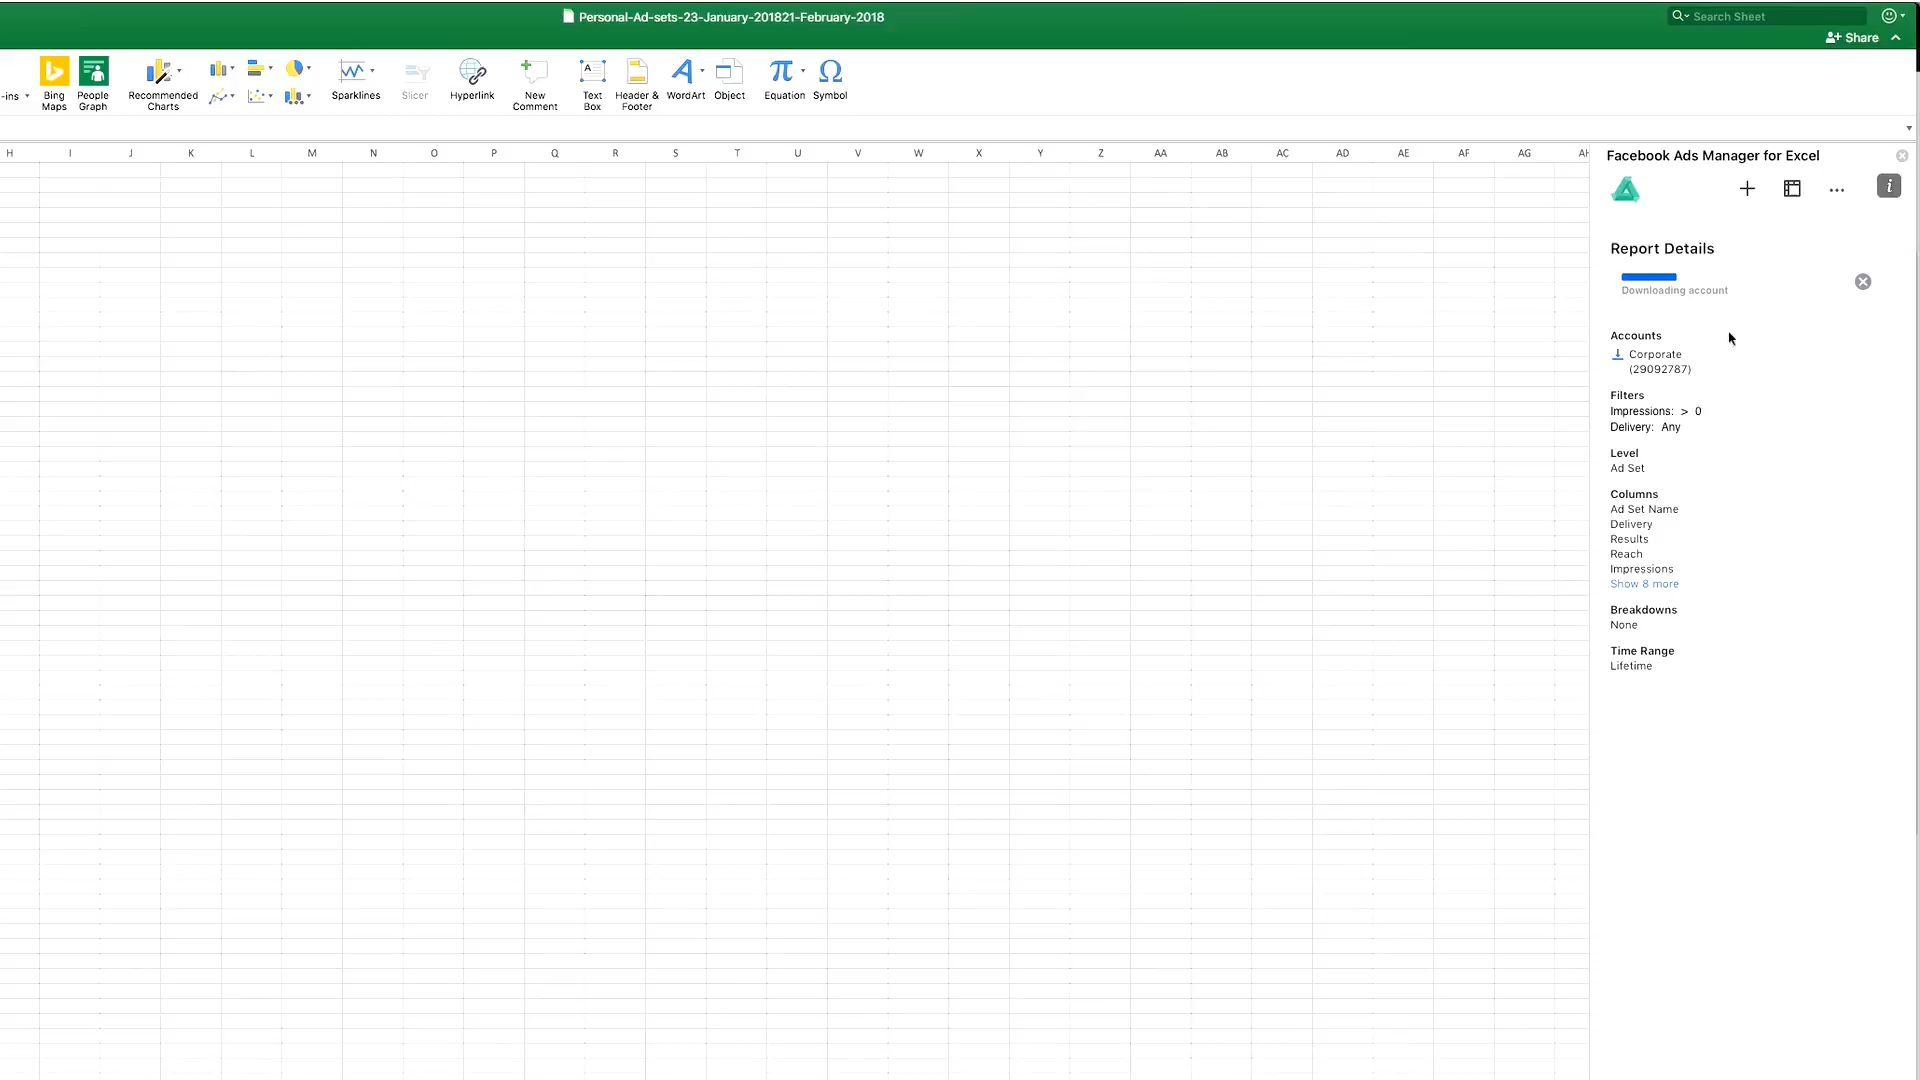 Personal-Ad-sets-23-January-201821-February-2018
Search Sheet
Share
-ins
Bing Maps
People Graph
Recommended Charts
Sparklines
Slicer
Hyperlink
New Comment
Text Box
Header & Footer
WordArt
Object
Equation
Symbol
H I J K L M N O P Q R S T U V W X Y Z AA AB AC AD AE AF AG AH
Facebook Ads Manager for Excel
Report Details
Downloading account
Accounts
Corporate
(29092787)
Filters
Impressions: > 0
Delivery: Any
Level
Ad Set
Columns
Ad Set Name
Delivery
Results
Reach
Impressions
Show 8 more
Breakdowns
None
Time Range
Lifetime